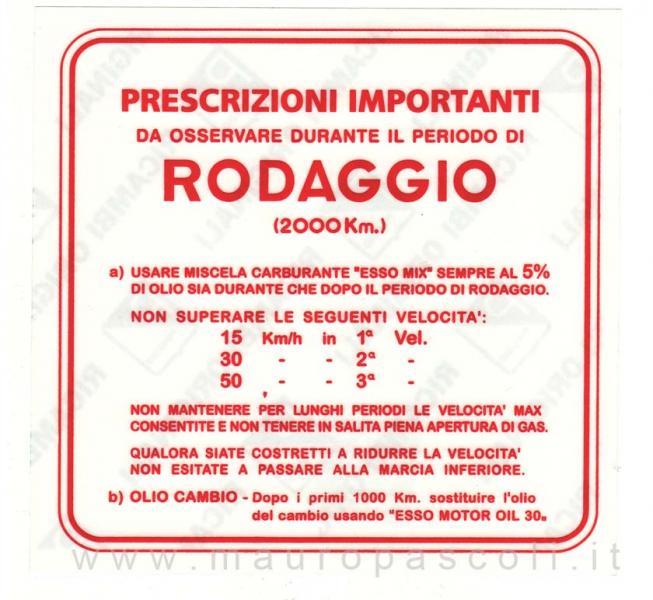 PRESCRIZIONI IMPORTANTI
DA OSSERVARE DURANTE IL PERIODO DI
RODAGGIO
(2000 Km.)
a) USARE MISCELA CARBURANTE "ESSO MIX" SEMPRE AL 5%
DI OLIO SIA DURANTE CHE DOPO IL PERIODO DI RODAGGIO.
NON SUPERARE LE SEGUENTI VELOCITA':
15 Km/h in 1ª Vel.
30 - - 2ª -
50 - - 3ª -
NON MANTENERE PER LUNGHI PERIODI LE VELOCITA' MAX
CONSENTITE E NON TENERE IN SALITA PIENA APERTURA DI GAS.
QUALORA SIATE COSTRETTI A RIDURRE LA VELOCITA'
NON ESITATE A PASSARE ALLA MARCIA INFERIORE.
b) OLIO CAMBIO - Dopo i primi 1000 Km. sostituire l'olio
del cambio usando "ESSO MOTOR OIL 30"
www.mauropascoli.it
RICAMBI ORIGINALI